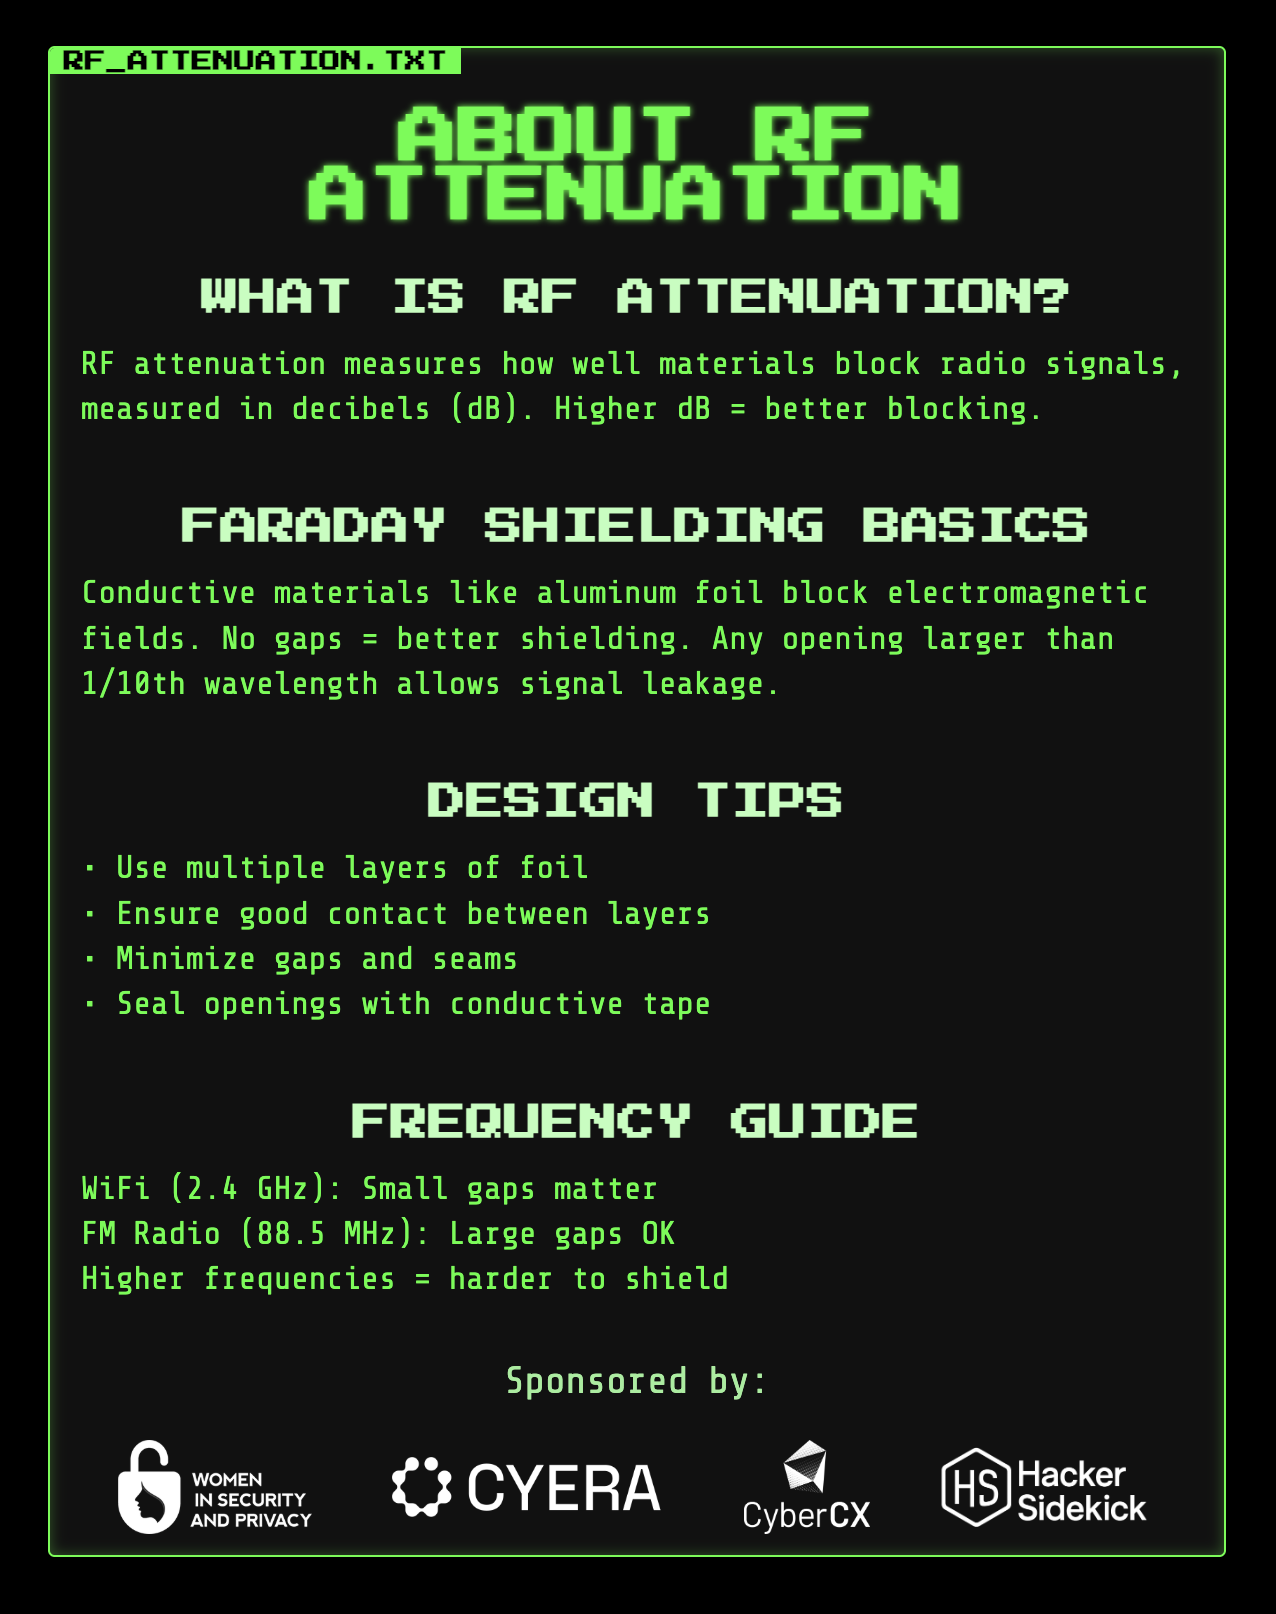 RF_ATTENUATION.TXT
ABOUT RF
ATTENUATION
WHAT IS RF ATTENUATION?
RF attenuation measures how well materials block radio signals,
measured in decibels (dB). Higher dB = better blocking.
FARADAY SHIELDING BASICS
Conductive materials like aluminum foil block electromagnetic
fields. No gaps = better shielding. Any opening larger than
1/10th wavelength allows signal leakage.
DESIGN TIPS
· Use multiple layers of foil
· Ensure good contact between layers
· Minimize gaps and seams
· Seal openings with conductive tape
FREQUENCY GUIDE
WiFi (2.4 GHz): Small gaps matter
FM Radio (88.5 MHz): Large gaps OK
Higher frequencies = harder to shield
Sponsored by:
WOMEN
IN SECURITY
AND PRIVACY
CYERA
CyberCX
HS
Hacker
Sidekick